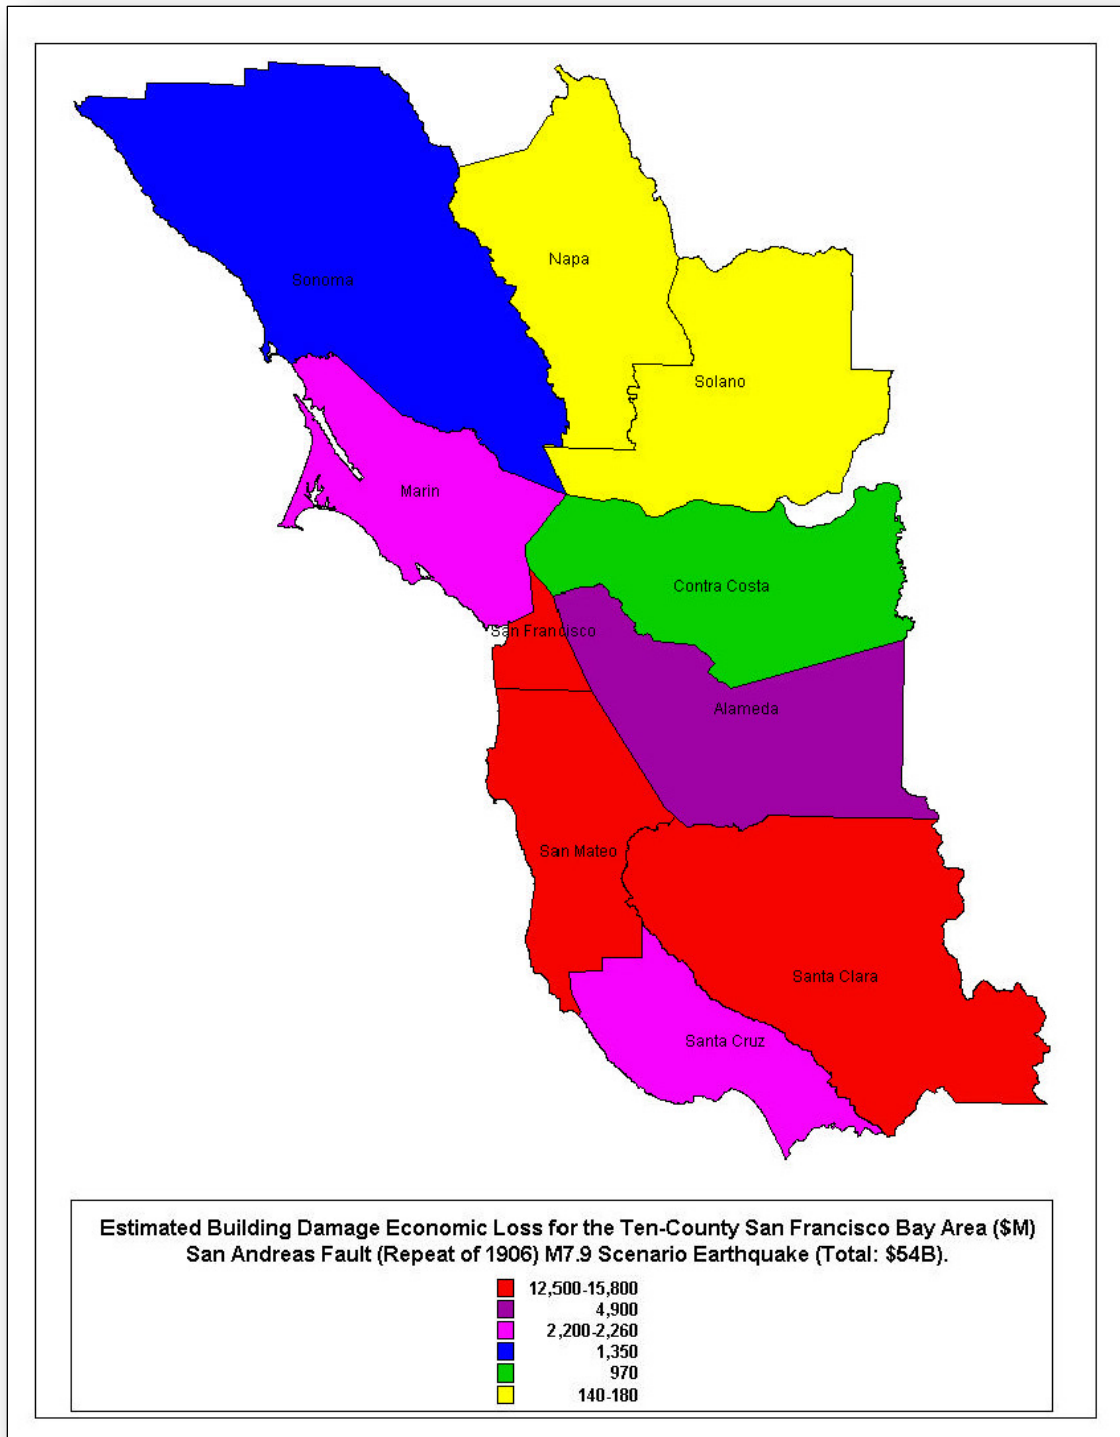 Napa
Sonoma
Solano
Marin
Contra Costa
San Francisco
Alameda
San Mateo
Santa Clara
Santa Cruz
Estimated Building Damage Economic Loss for the Ten-County San Francisco Bay Area ($M)
San Andreas Fault (Repeat of 1906) M7.9 Scenario Earthquake (Total: $54B).
12,500-15,800
4,900
2,200-2,260
1,350
970
140-180